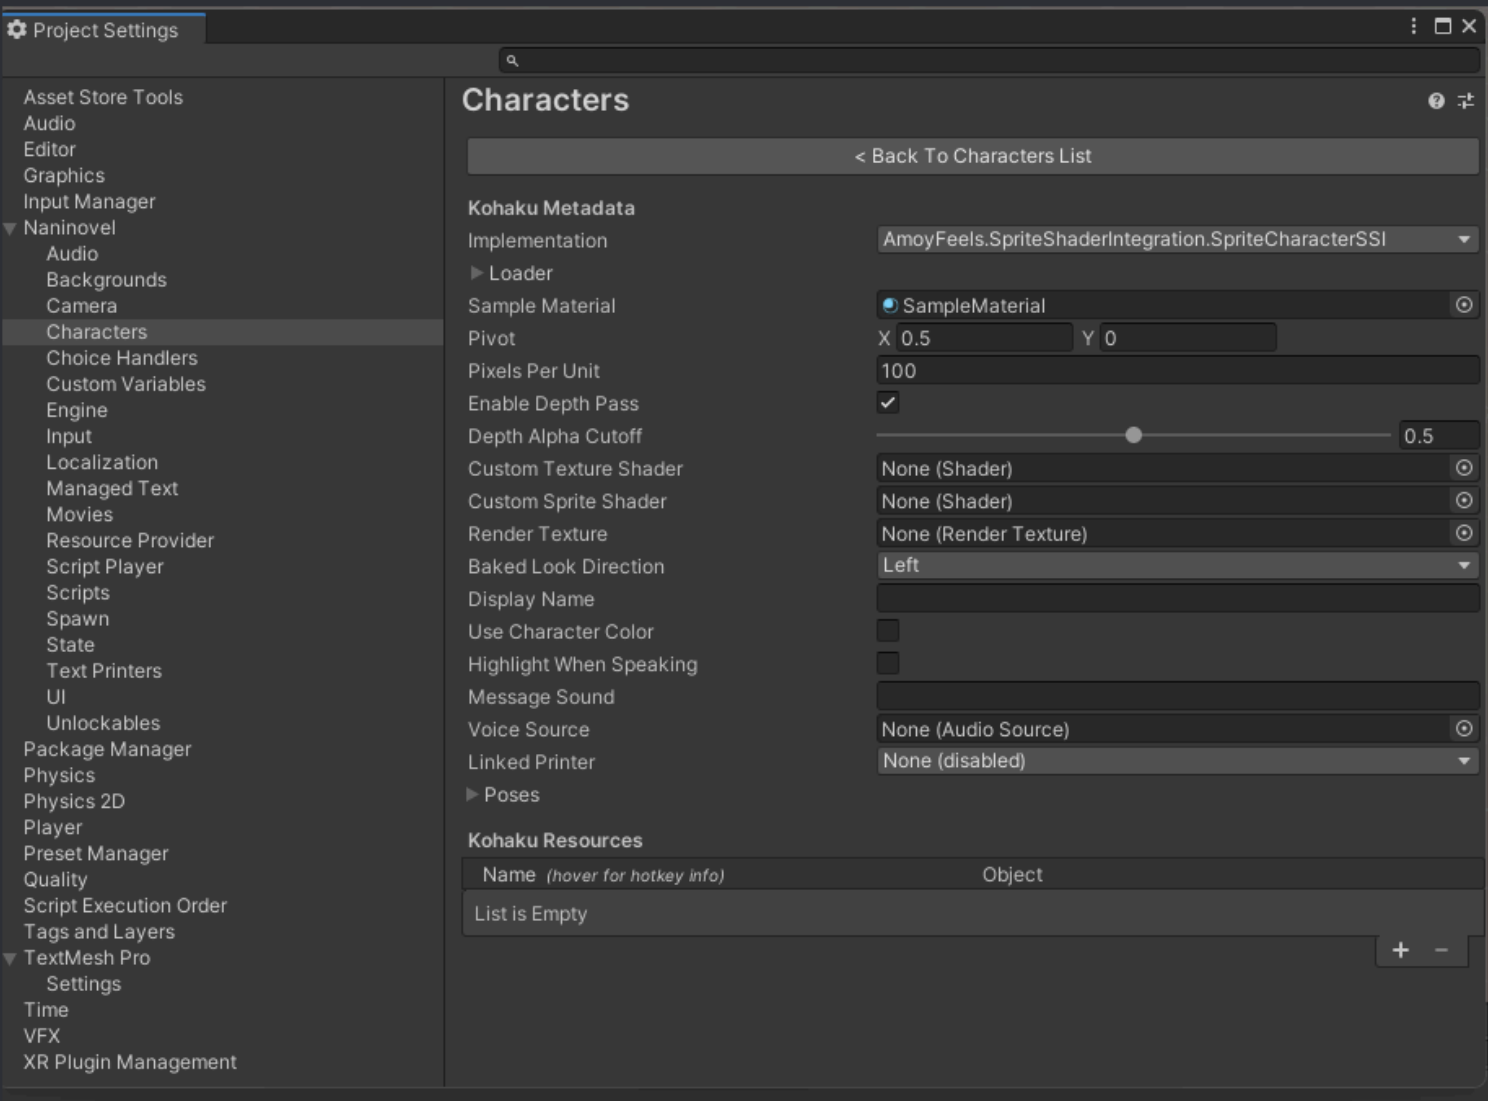 Project Settings
Asset Store Tools
Audio
Editor
Graphics
Input Manager
Naninovel
Audio
Backgrounds
Camera
Characters
Choice Handlers
Custom Variables
Engine
Input
Localization
Managed Text
Movies
Resource Provider
Script Player
Scripts
Spawn
State
Text Printers
UI
Unlockables
Package Manager
Physics
Physics 2D
Player
Preset Manager
Quality
Script Execution Order
Tags and Layers
TextMesh Pro
Settings
Time
VFX
XR Plugin Management
Characters
< Back To Characters List
Kohaku Metadata
Implementation AmoyFeels.SpriteShaderIntegration.SpriteCharacterSSI
Loader
Sample Material SampleMaterial
Pivot X 0.5 Y 0
Pixels Per Unit 100
Enable Depth Pass
Depth Alpha Cutoff 0.5
Custom Texture Shader None (Shader)
Custom Sprite Shader None (Shader)
Render Texture None (Render Texture)
Baked Look Direction Left
Display Name
Use Character Color
Highlight When Speaking
Message Sound
Voice Source None (Audio Source)
Linked Printer None (disabled)
Poses
Kohaku Resources
Name (hover for hotkey info) Object
List is Empty
+ −